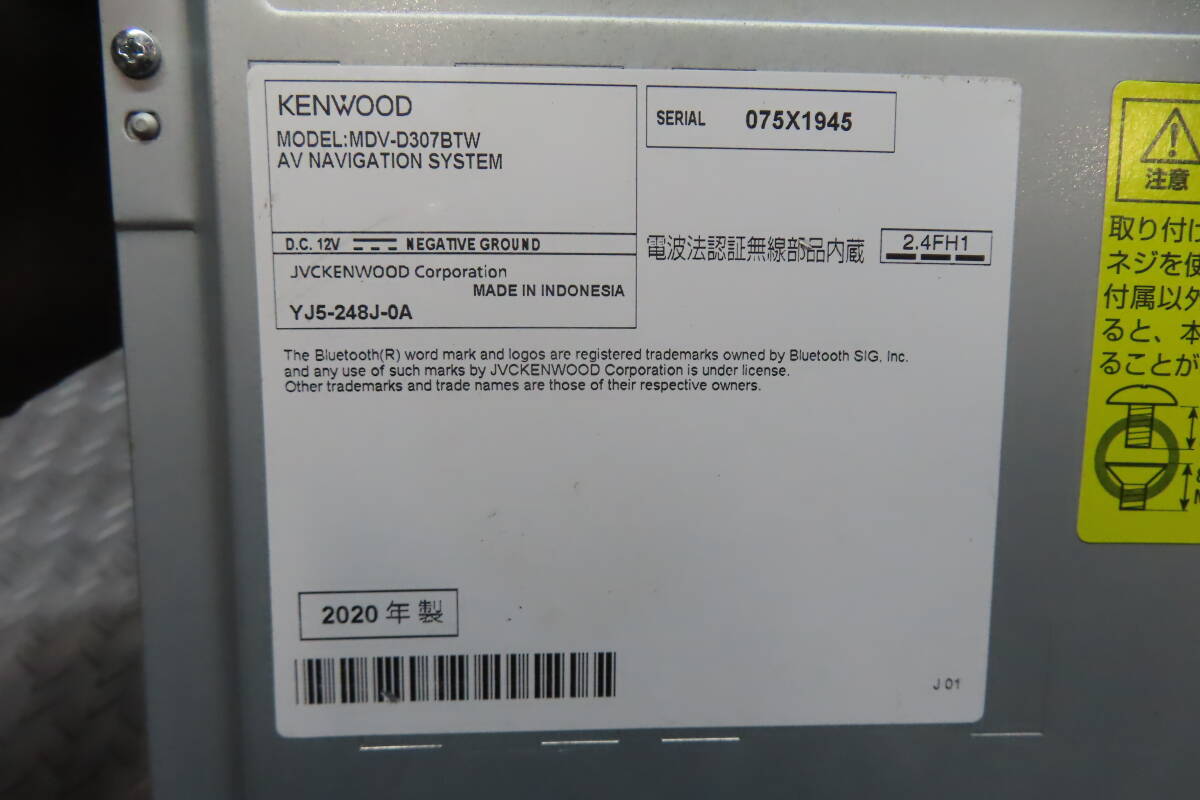 KENWOOD
MODEL:MDV-D307BTW
AV NAVIGATION SYSTEM
D.C. 12V NEGATIVE GROUND
JVCKENWOOD Corporation
MADE IN INDONESIA
YJ5-248J-0A
SERIAL 075X1945
電波法認証無線部品内蔵 2.4FH1
The Bluetooth(R) word mark and logos are registered trademarks owned by Bluetooth SIG, Inc.
and any use of such marks by JVCKENWOOD Corporation is under license.
Other trademarks and trade names are those of their respective owners.
2020 年 製
J 01
注意
取り付け
ネジを使
付属以外
ると、本
ることが